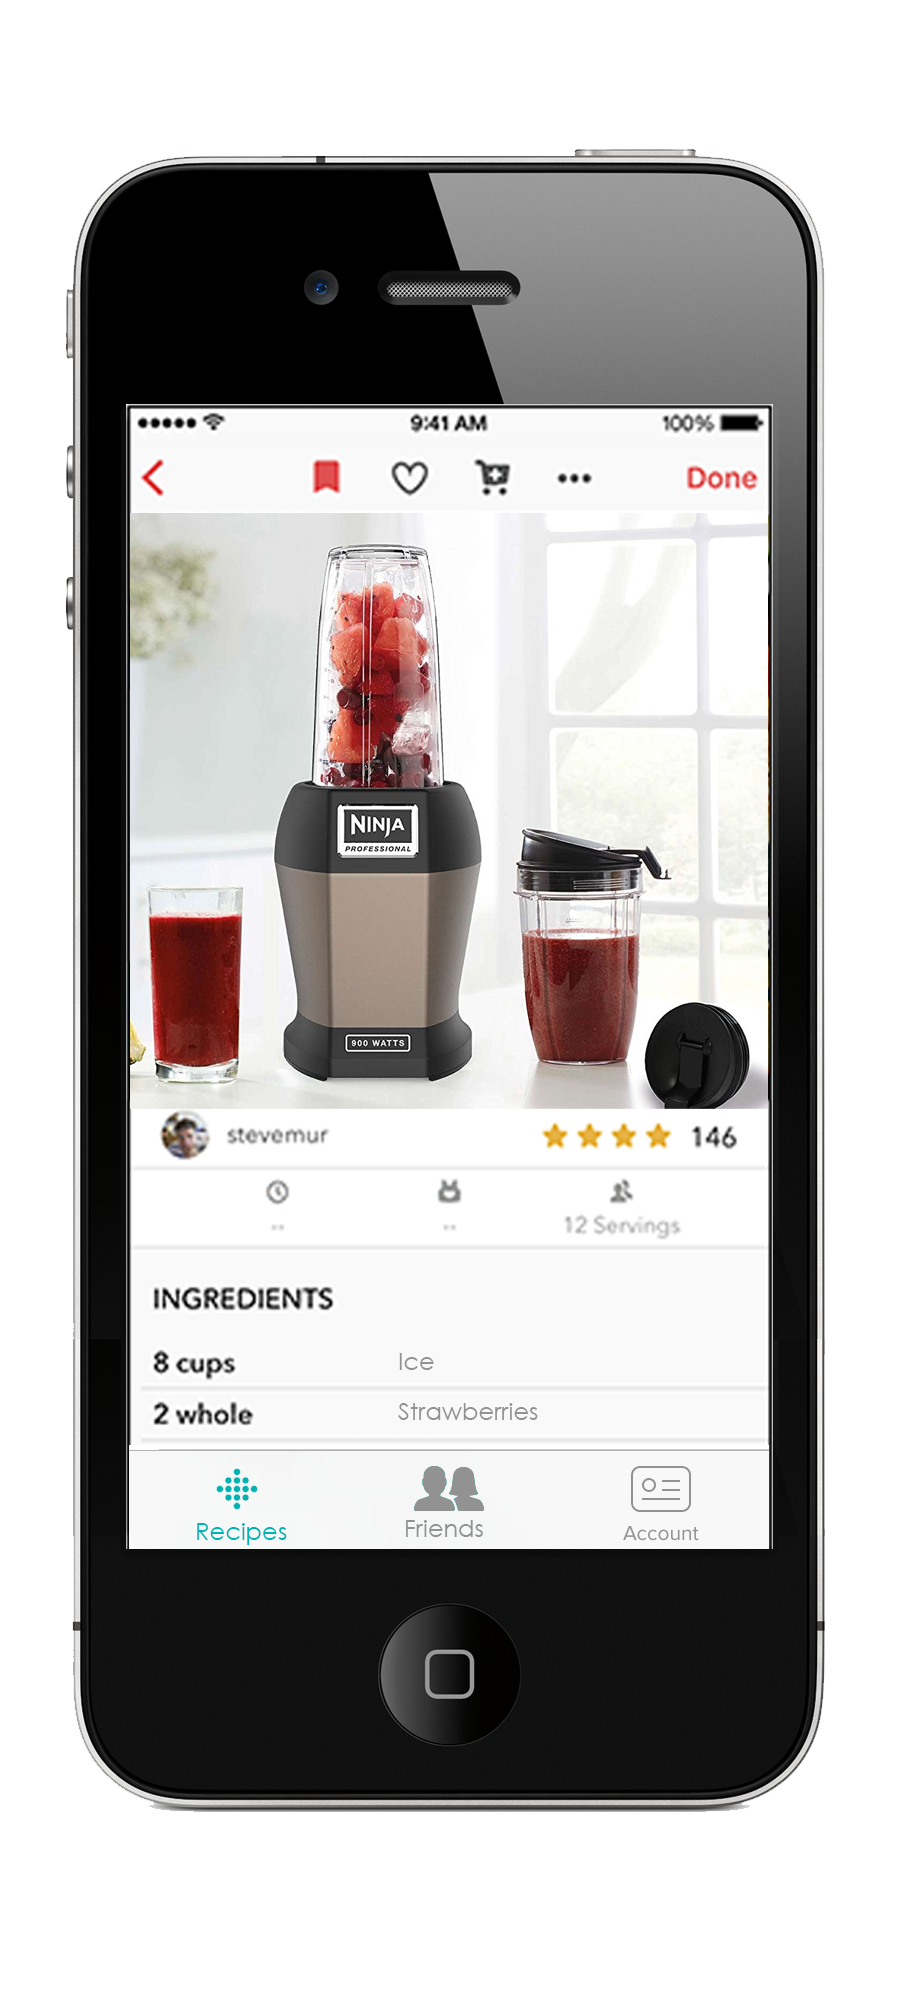 9:41 AM 100%
Done
NINJA
PROFESSIONAL
900 WATTS
stevemur 146
-- -- 12 Servings
INGREDIENTS
8 cups Ice
2 whole Strawberries
Recipes Friends Account